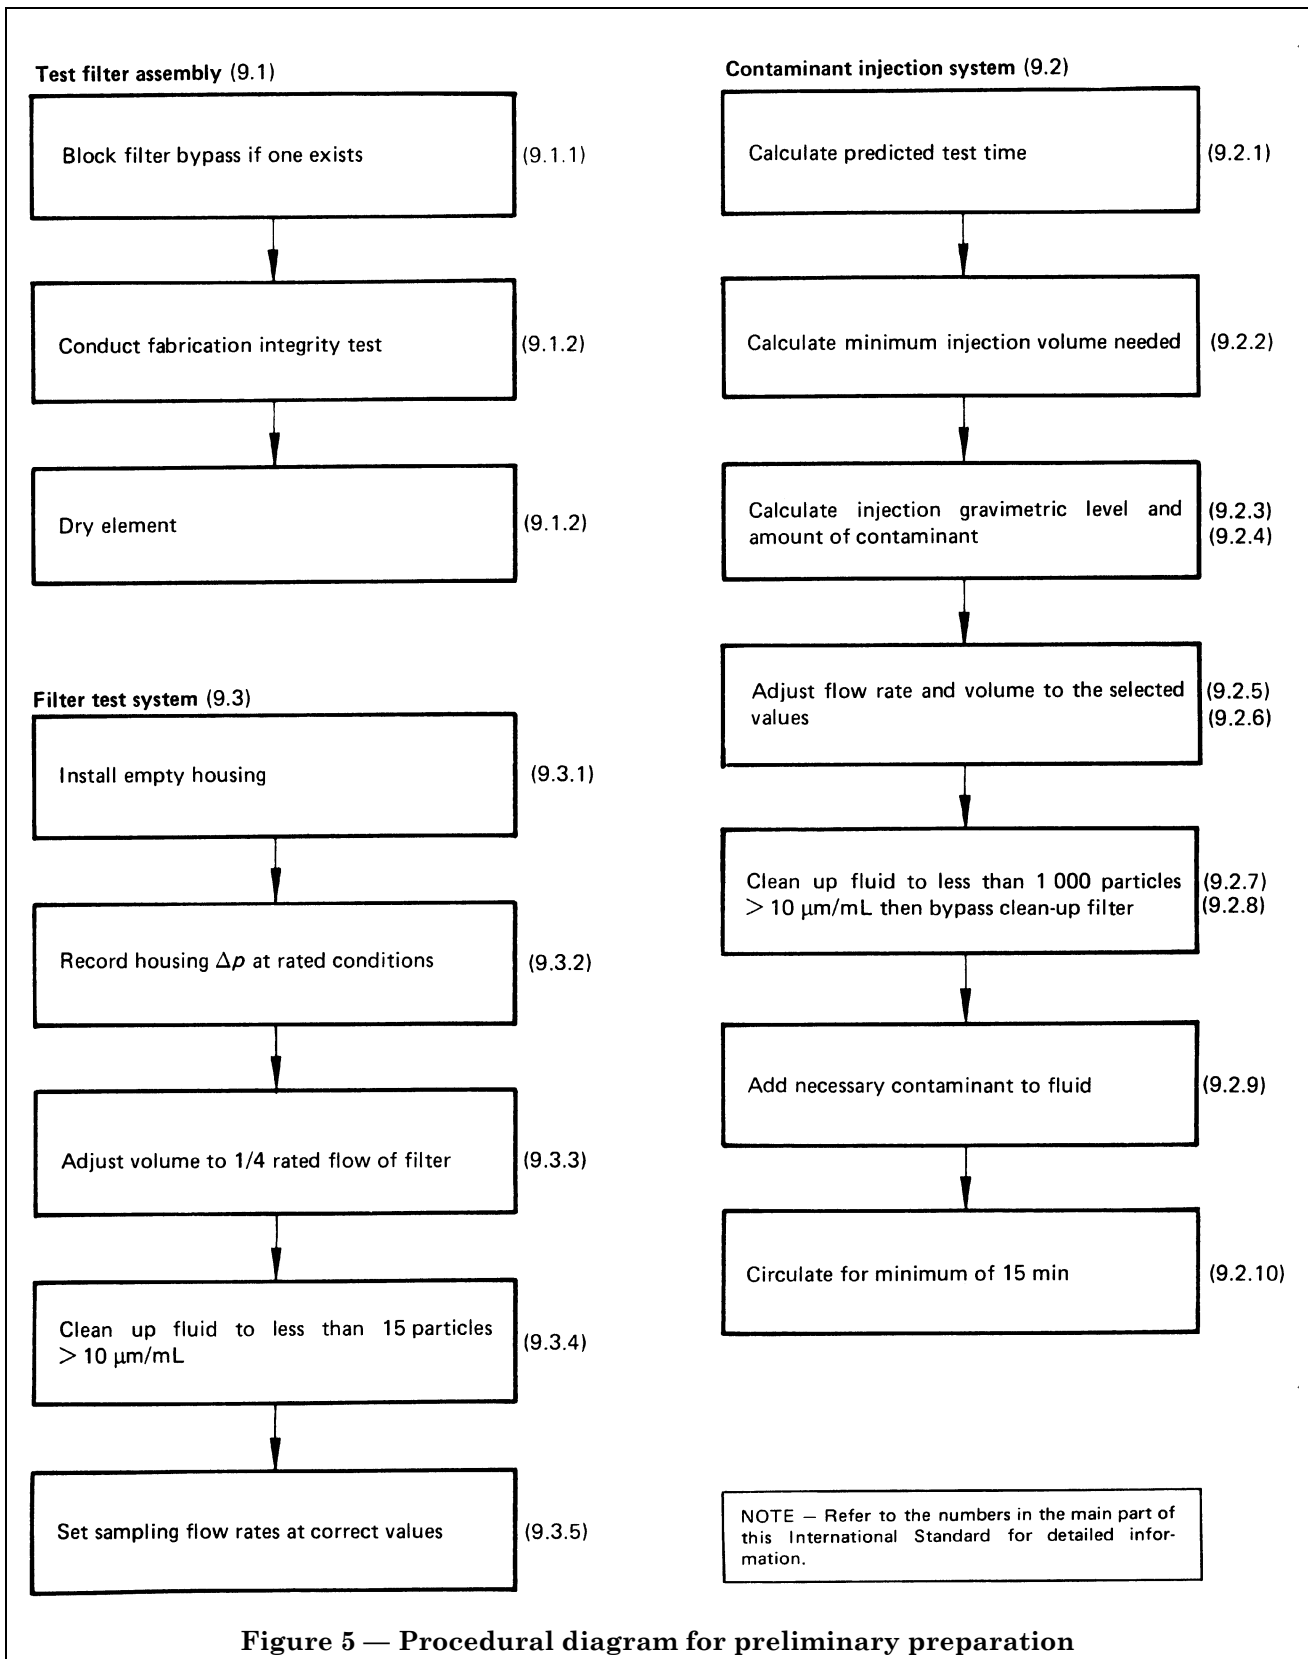 Test filter assembly (9.1)
Block filter bypass if one exists
(9.1.1)
Conduct fabrication integrity test
(9.1.2)
Dry element
(9.1.2)
Filter test system (9.3)
Install empty housing
(9.3.1)
Record housing Δp at rated conditions
(9.3.2)
Adjust volume to 1/4 rated flow of filter
(9.3.3)
Clean up fluid to less than 15 particles
> 10 μm/mL
(9.3.4)
Set sampling flow rates at correct values
(9.3.5)
Contaminant injection system (9.2)
Calculate predicted test time
(9.2.1)
Calculate minimum injection volume needed
(9.2.2)
Calculate injection gravimetric level and
amount of contaminant
(9.2.3)
(9.2.4)
Adjust flow rate and volume to the selected
values
(9.2.5)
(9.2.6)
Clean up fluid to less than 1 000 particles
> 10 μm/mL then bypass clean-up filter
(9.2.7)
(9.2.8)
Add necessary contaminant to fluid
(9.2.9)
Circulate for minimum of 15 min
(9.2.10)
NOTE — Refer to the numbers in the main part of
this International Standard for detailed infor-
mation.
Figure 5 — Procedural diagram for preliminary preparation